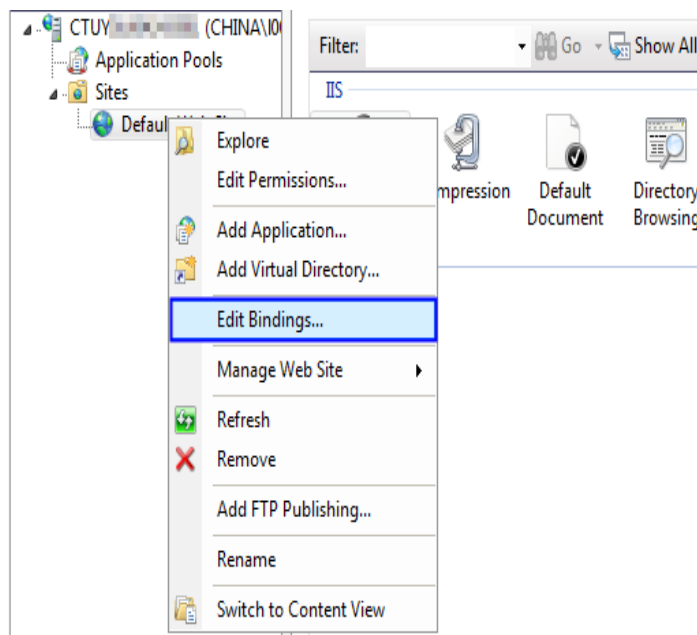 CTUY (CHINA\I0
Application Pools
Sites
Default
Filter:
Go
Show All
IIS
mpression
Default
Document
Directory
Browsing
Explore
Edit Permissions...
Add Application...
Add Virtual Directory...
Edit Bindings...
Manage Web Site
Refresh
Remove
Add FTP Publishing...
Rename
Switch to Content View